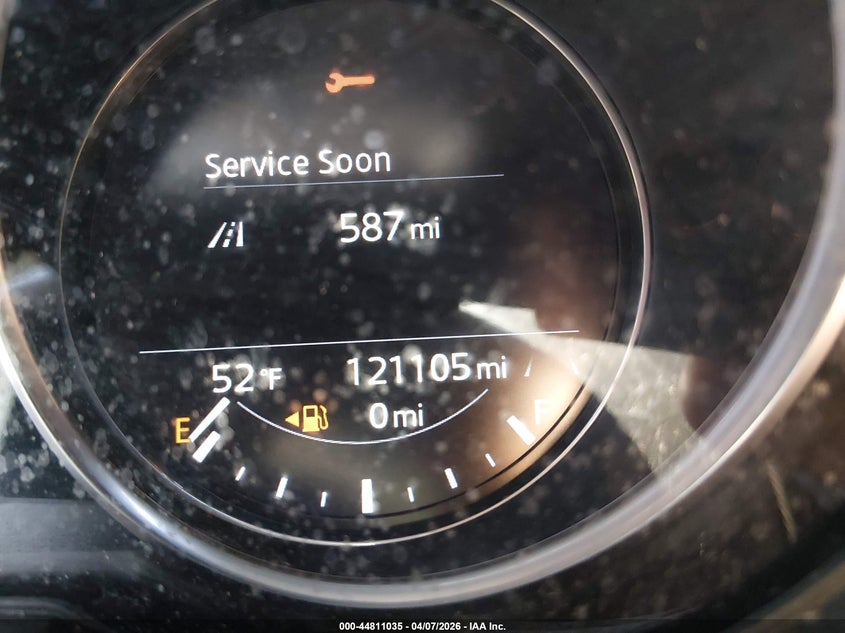 Service Soon
587 mi
52 °F 121105 mi
E 0 mi F
000-44811035 - 04/07/2026 - IAA Inc.